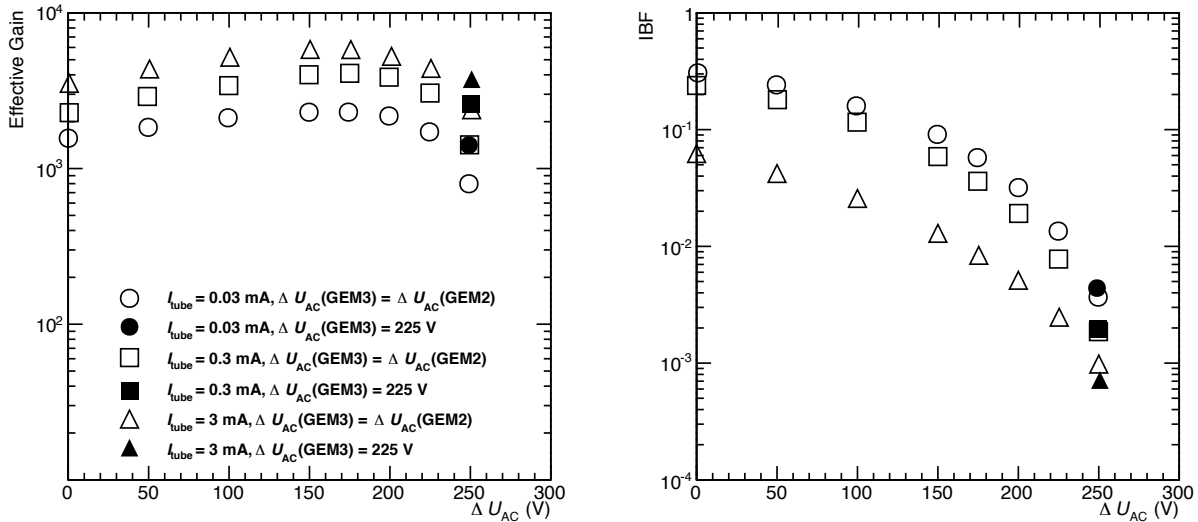 Effective Gain
10^4
10^3
10^2
I_tube = 0.03 mA, Δ U_AC(GEM3) = Δ U_AC(GEM2)
I_tube = 0.03 mA, Δ U_AC(GEM3) = 225 V
I_tube = 0.3 mA, Δ U_AC(GEM3) = Δ U_AC(GEM2)
I_tube = 0.3 mA, Δ U_AC(GEM3) = 225 V
I_tube = 3 mA, Δ U_AC(GEM3) = Δ U_AC(GEM2)
I_tube = 3 mA, Δ U_AC(GEM3) = 225 V
0 50 100 150 200 250 300
Δ U_AC (V)
IBF
1
10^-1
10^-2
10^-3
10^-4
0 50 100 150 200 250 300
Δ U_AC (V)